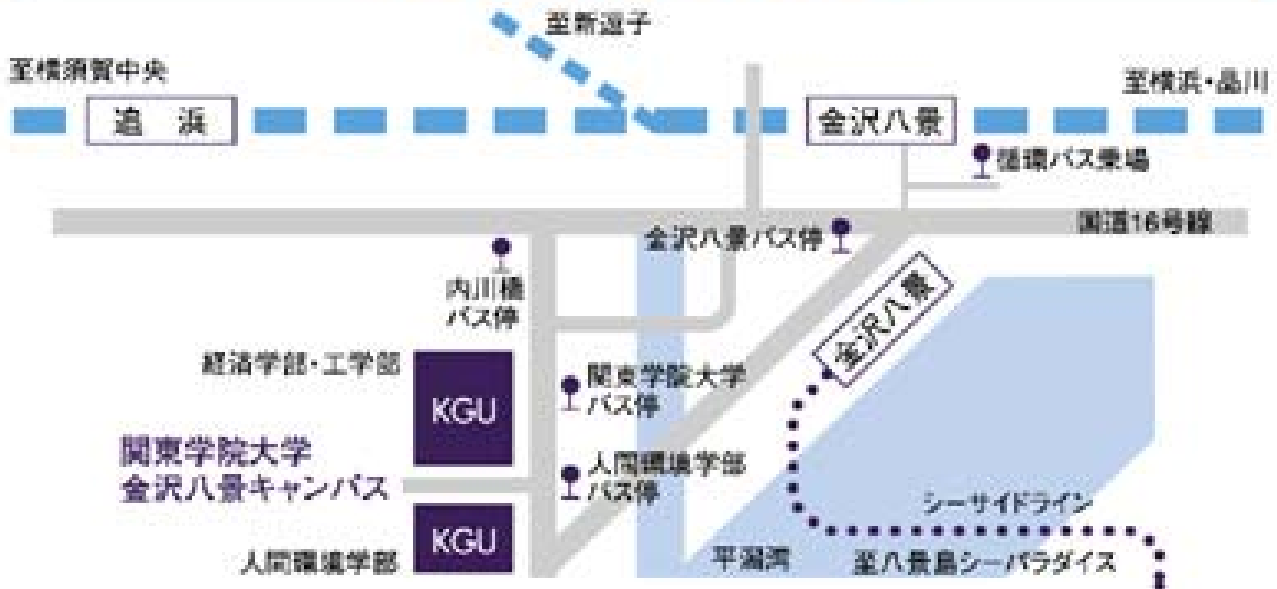 至新逗子
至横須賀中央
至横浜・品川
追 浜
金沢八景
循環バス乗場
国道16号線
金沢八景バス停
内川橋
バス停
金沢八景
経済学部・工学部
KGU
関東学院大学
バス停
関東学院大学
金沢八景キャンパス
人間環境学部
バス停
KGU
人間環境学部
シーサイドライン
平潟湾
至八景島シーパラダイス